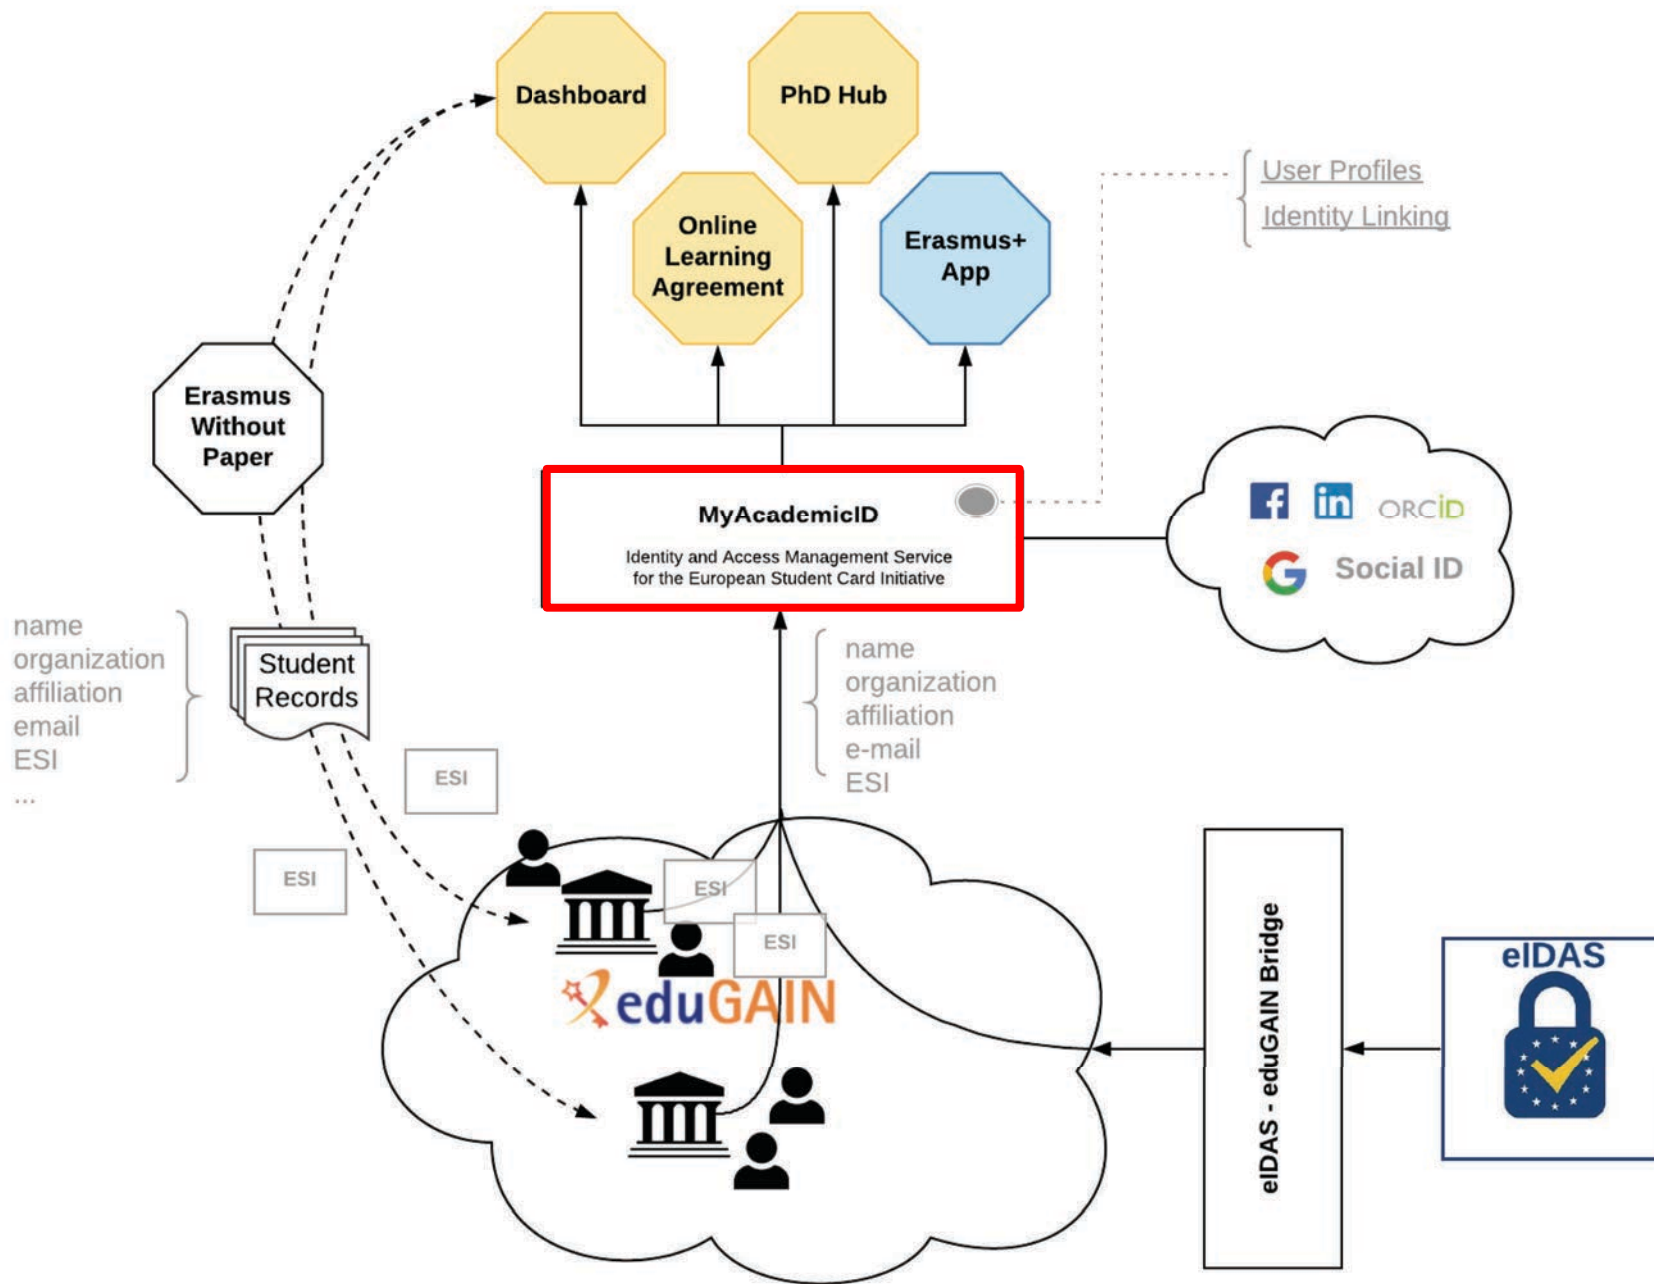 Dashboard
PhD Hub
User Profiles
Identity Linking
Online
Learning
Agreement
Erasmus+
App
Erasmus
Without
Paper
MyAcademicID
Identity and Access Management Service
for the European Student Card Initiative
f in ORCiD
G Social ID
name
organization
affiliation
email
ESI
...
Student
Records
name
organization
affiliation
e-mail
ESI
ESI
ESI
ESI
ESI
eduGAIN
eIDAS - eduGAIN Bridge
eIDAS